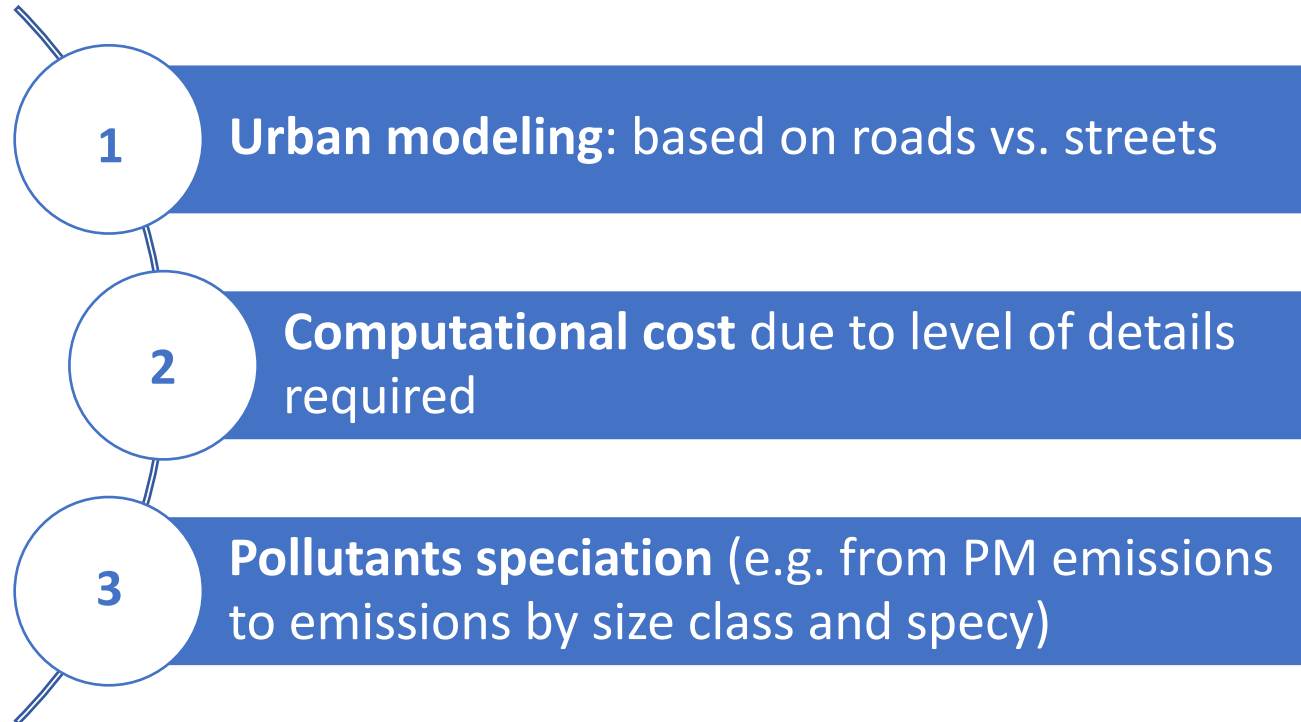 1
Urban modeling: based on roads vs. streets
2
Computational cost due to level of details
required
3
Pollutants speciation (e.g. from PM emissions
to emissions by size class and specy)